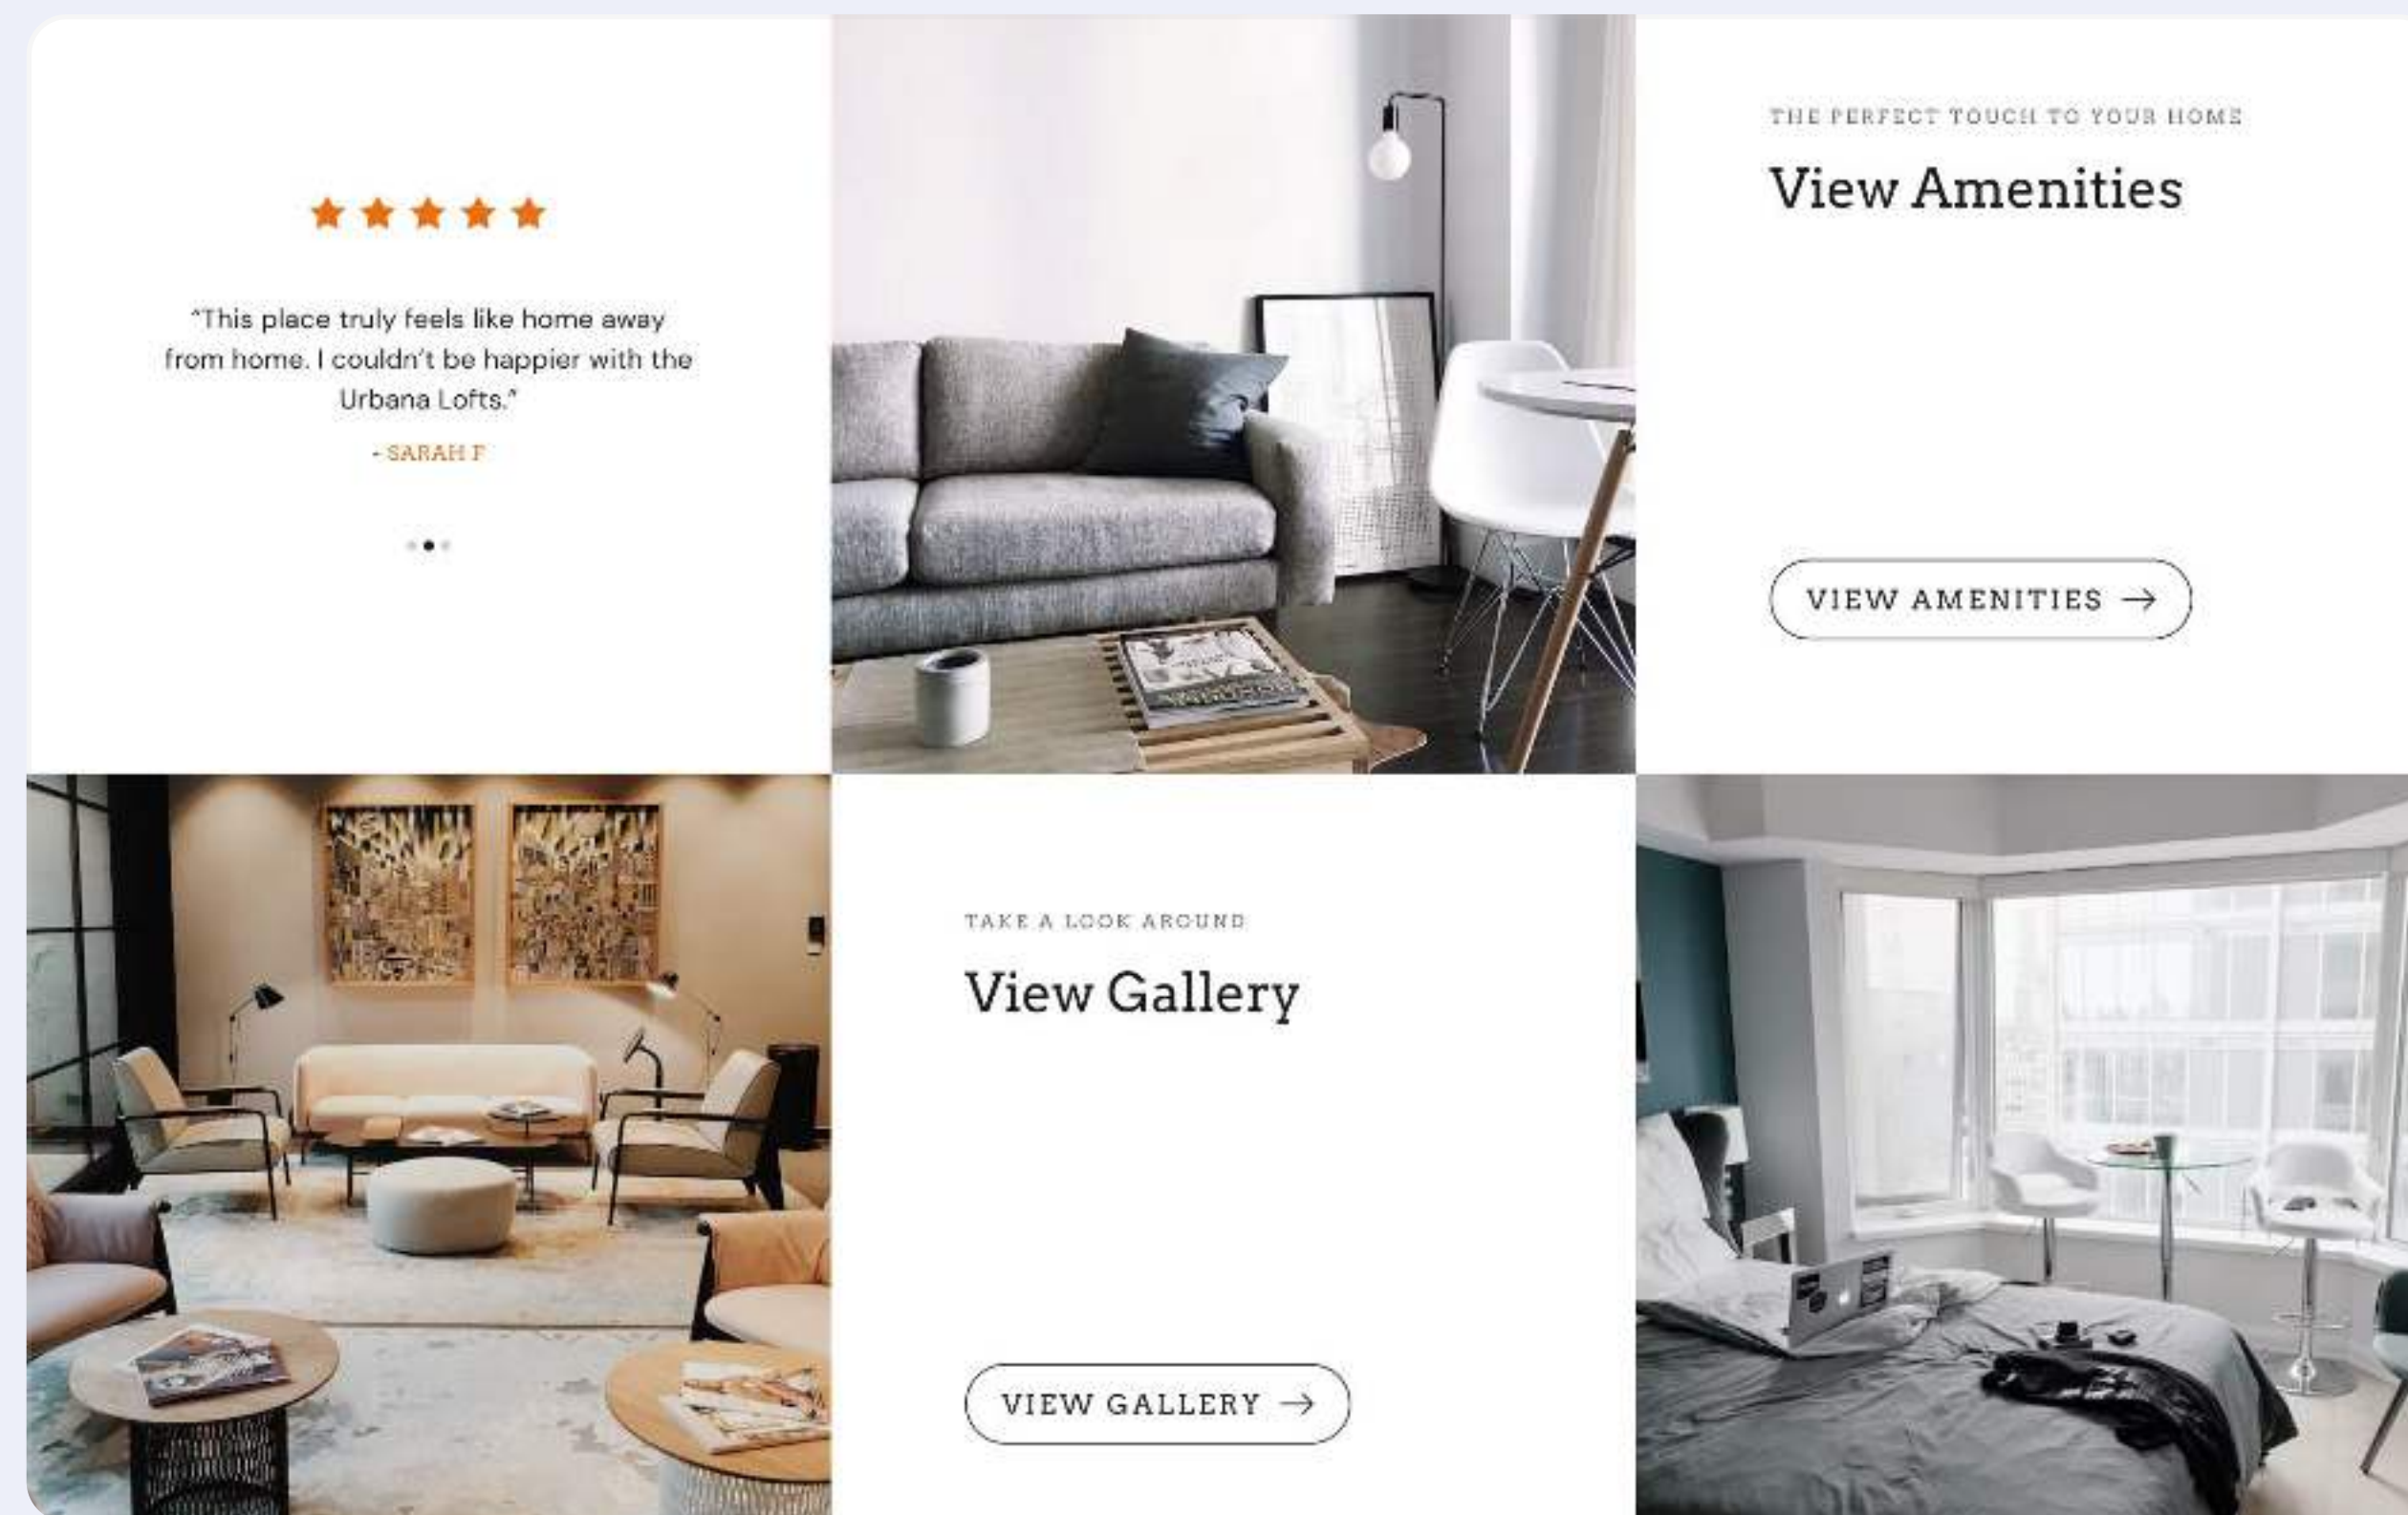 “This place truly feels like home away
from home. I couldn’t be happier with the
Urbana Lofts.”
- SARAH F
THE PERFECT TOUCH TO YOUR HOME
View Amenities
VIEW AMENITIES →
TAKE A LOOK AROUND
View Gallery
VIEW GALLERY →